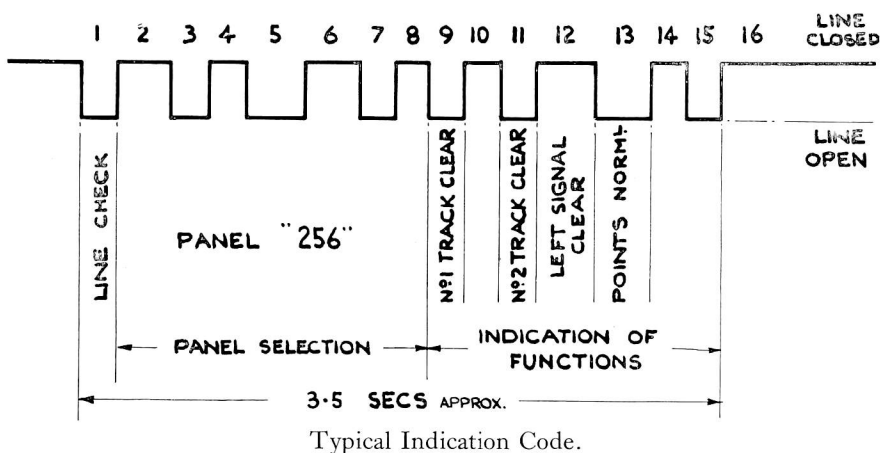 1 2 3 4 5 6 7 8 9 10 11 12 13 14 15 16
LINE
CLOSED
LINE
OPEN
LINE CHECK
PANEL "256"
Nº1 TRACK CLEAR
Nº2 TRACK CLEAR
LEFT SIGNAL
CLEAR
POINTS NORML
PANEL SELECTION
INDICATION OF
FUNCTIONS
3·5 SECS APPROX.
Typical Indication Code.